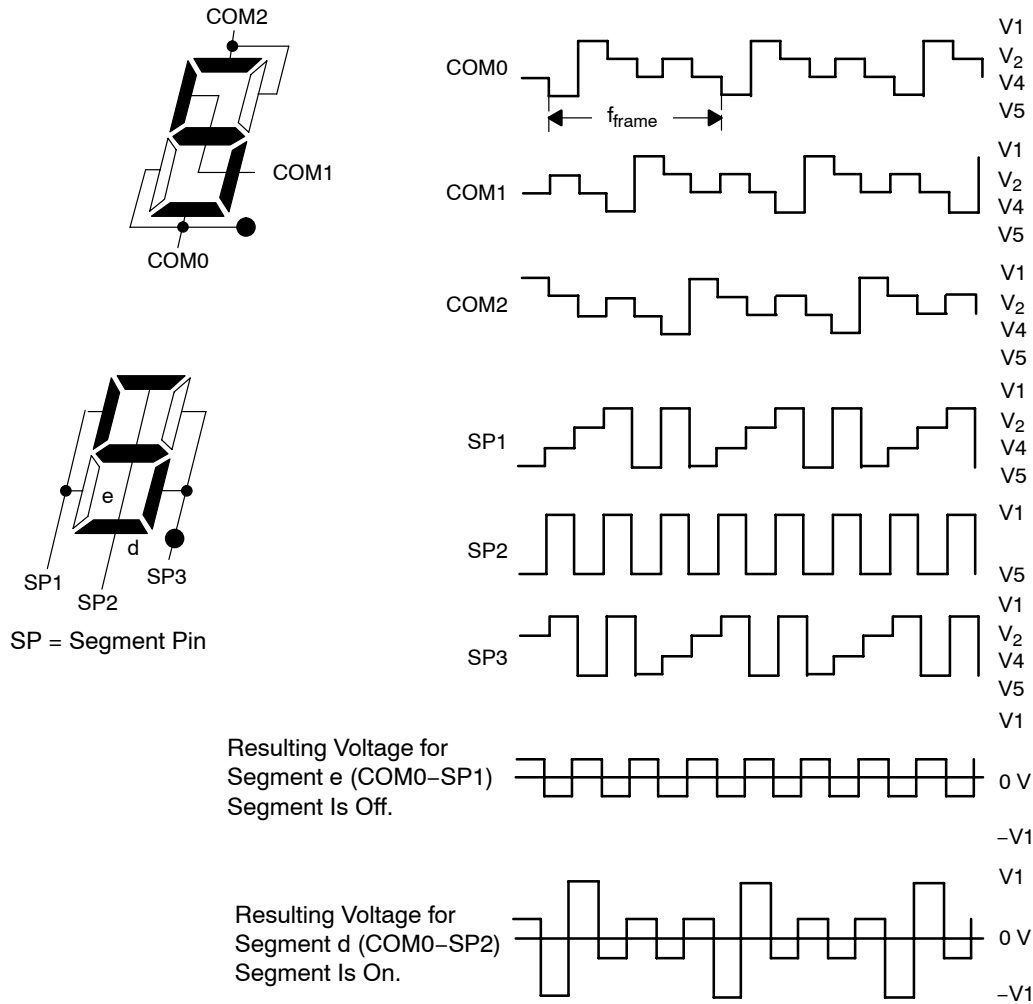 COM2
COM1
COM0
e
d
SP1
SP2
SP3
SP = Segment Pin
COM0
V1
V2
V4
V5
fframe
COM1
V1
V2
V4
V5
COM2
V1
V2
V4
V5
SP1
V1
V2
V4
V5
SP2
V1
V5
SP3
V1
V2
V4
V5
Resulting Voltage for
Segment e (COM0−SP1)
Segment Is Off.
V1
0 V
−V1
Resulting Voltage for
Segment d (COM0−SP2)
Segment Is On.
V1
0 V
−V1